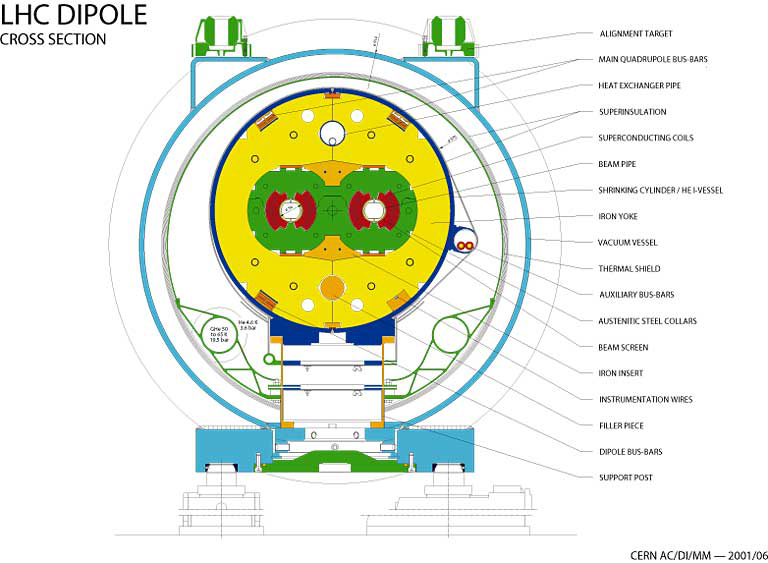 LHC DIPOLE
CROSS SECTION
ALIGNMENT TARGET
MAIN QUADRUPOLE BUS-BARS
HEAT EXCHANGER PIPE
SUPERINSULATION
SUPERCONDUCTING COILS
BEAM PIPE
SHRINKING CYLINDER / HE I-VESSEL
IRON YOKE
VACUUM VESSEL
THERMAL SHIELD
AUXILIARY BUS-BARS
AUSTENITIC STEEL COLLARS
BEAM SCREEN
IRON INSERT
INSTRUMENTATION WIRES
FILLER PIECE
DIPOLE BUS-BARS
SUPPORT POST
GHe 50
to 65 K
19.5 bar
He 4.6 K
3.6 bar
CERN AC/DI/MM — 2001/06